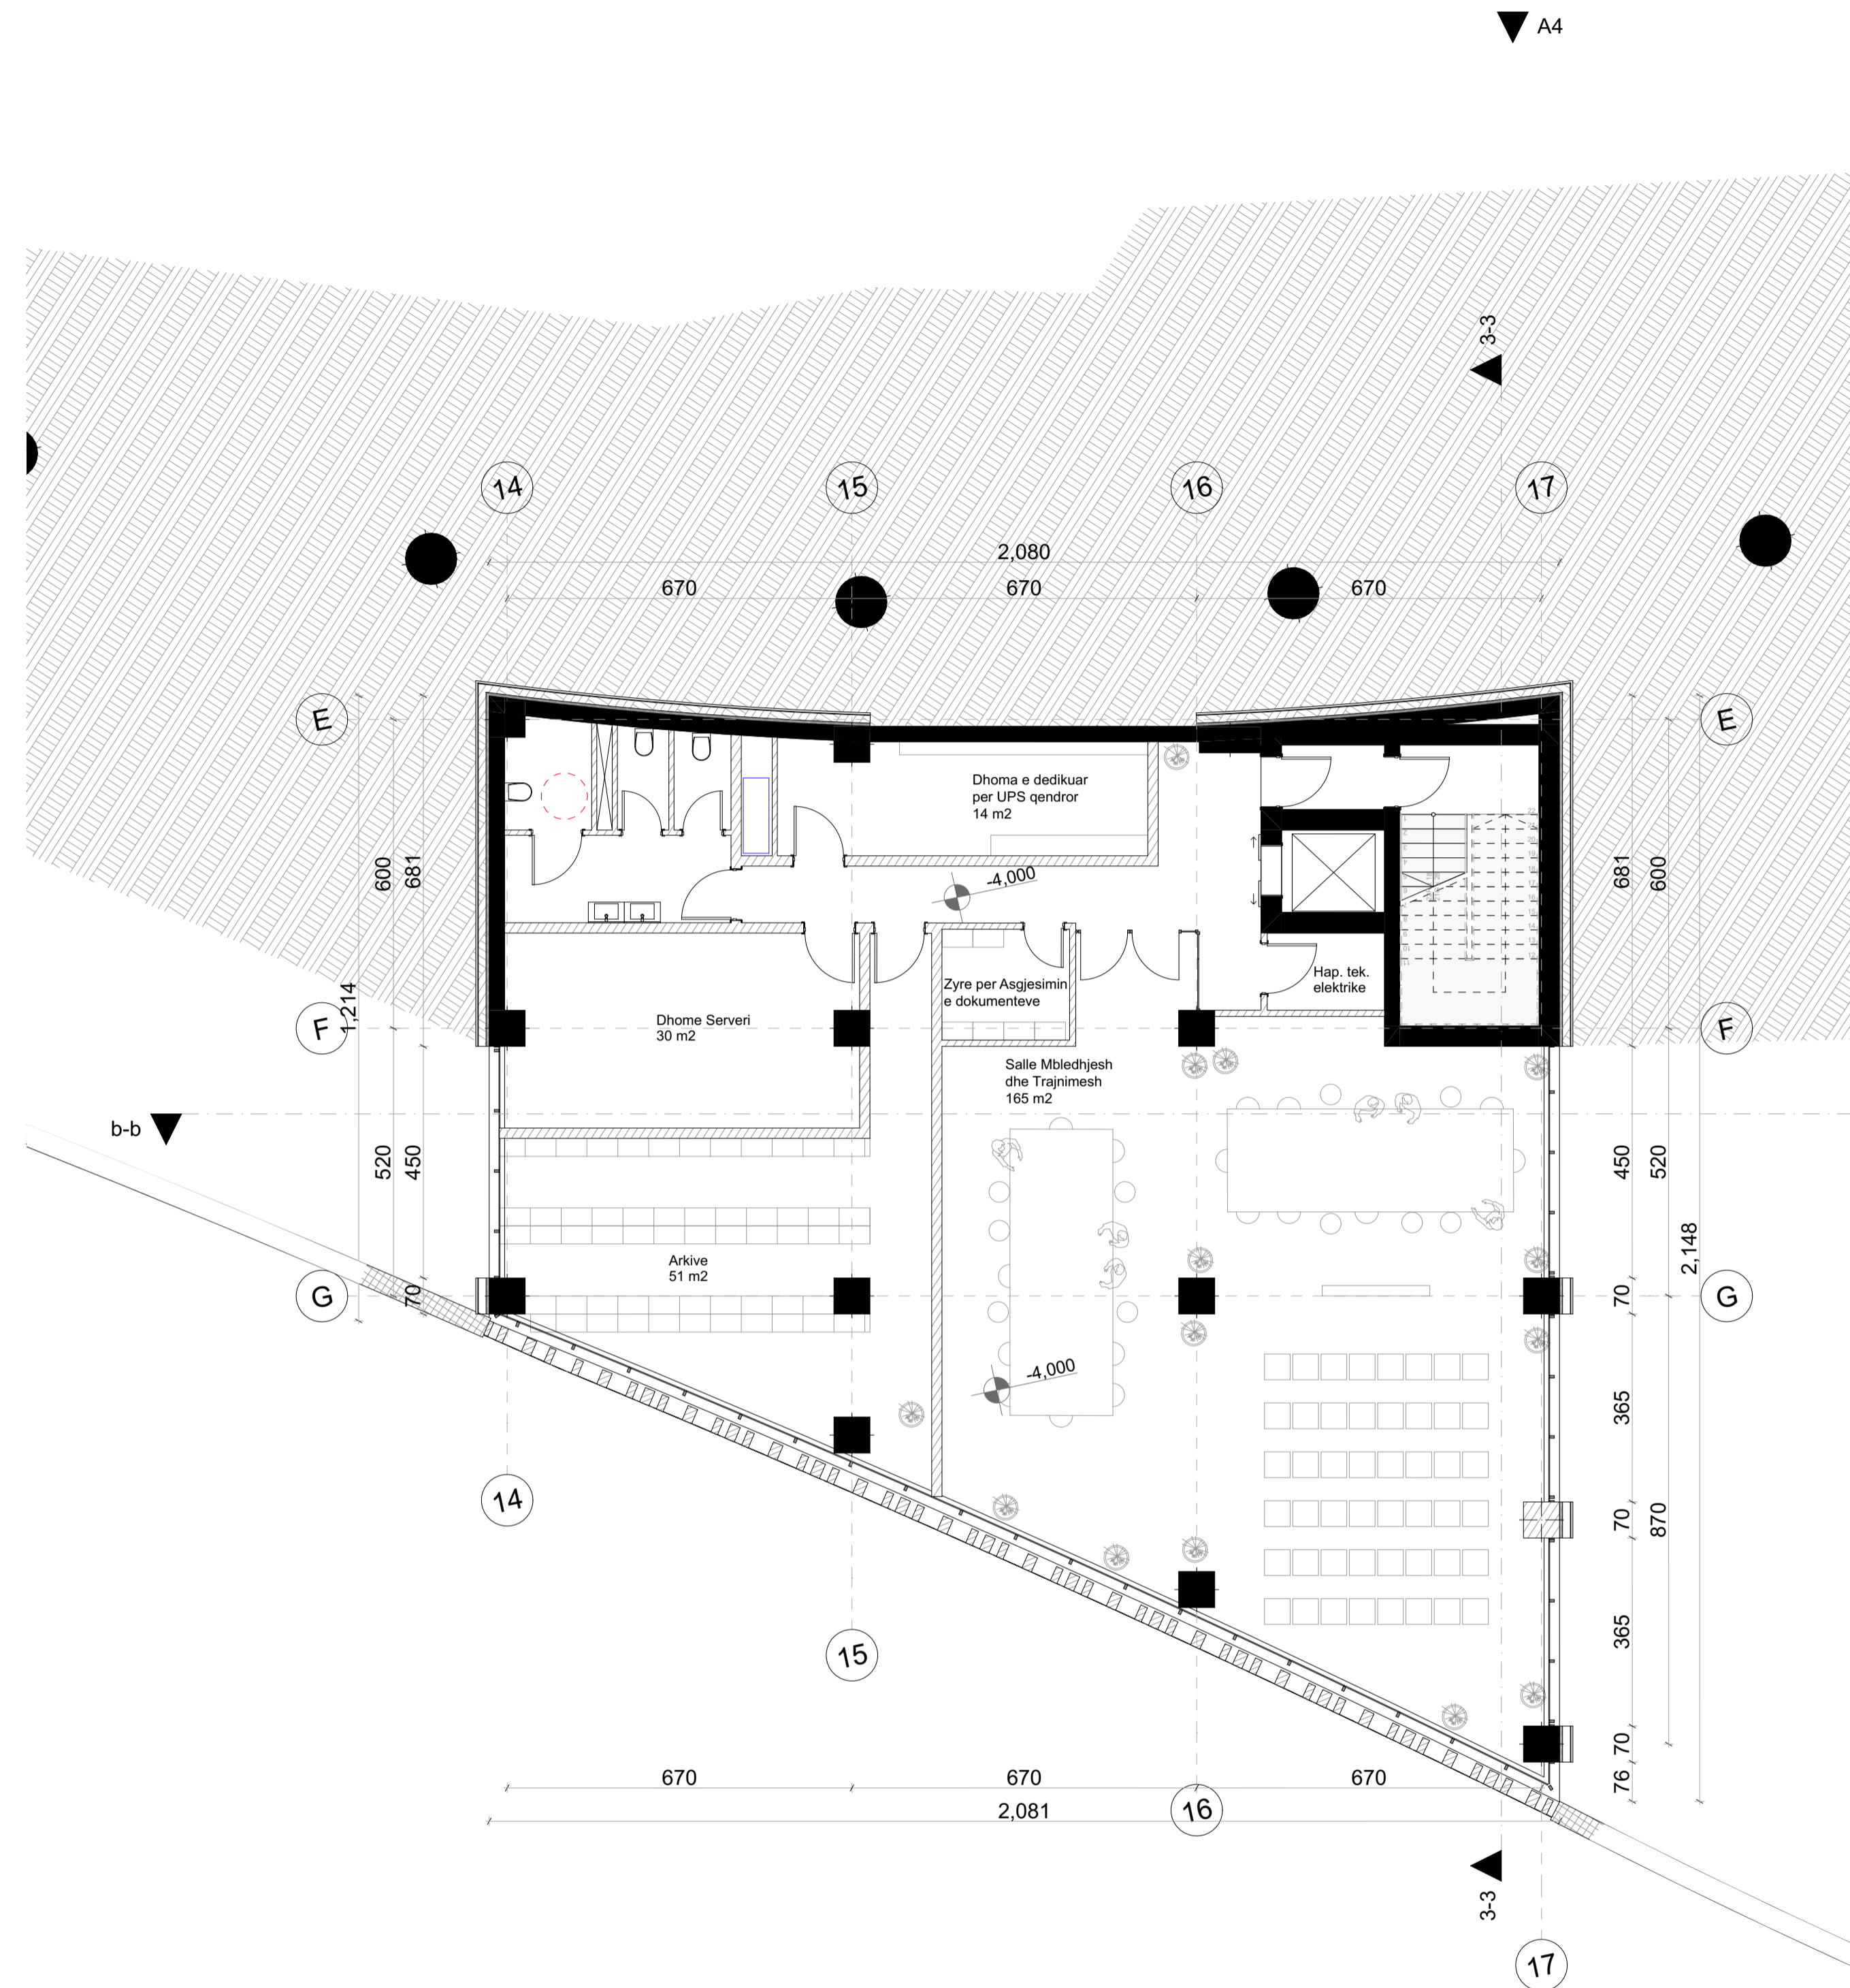 A4
3-3
14
15
16
17
2,080
670
670
670
E
E
Dhoma e dedikuar
per UPS qendror
14 m2
600
681
681
600
-4,000
Zyre per Asgjesimin
e dokumenteve
Hap. tek.
elektrike
1,214
F
F
Dhome Serveri
30 m2
Salle Mbledhjesh
dhe Trajnimesh
165 m2
b-b
520
450
450
520
2,148
Arkive
51 m2
G
G
70
70
-4,000
365
14
70
870
365
15
70
76
670
670
670
16
2,081
3-3
17